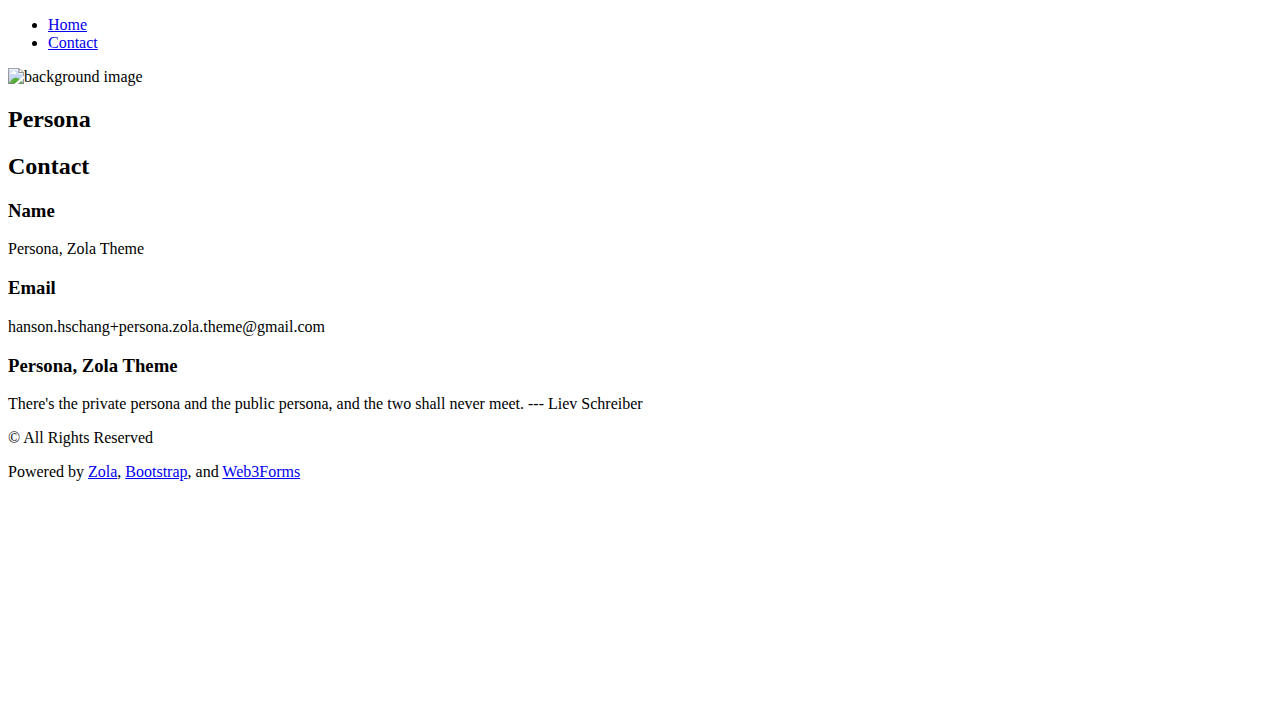 Home
Contact
background image
Persona
Contact
Name
Persona, Zola Theme
Email
hanson.hschang+persona.zola.theme@gmail.com
Persona, Zola Theme
There's the private persona and the public persona, and the two shall never meet. --- Liev Schreiber
© All Rights Reserved
Powered by Zola, Bootstrap, and Web3Forms